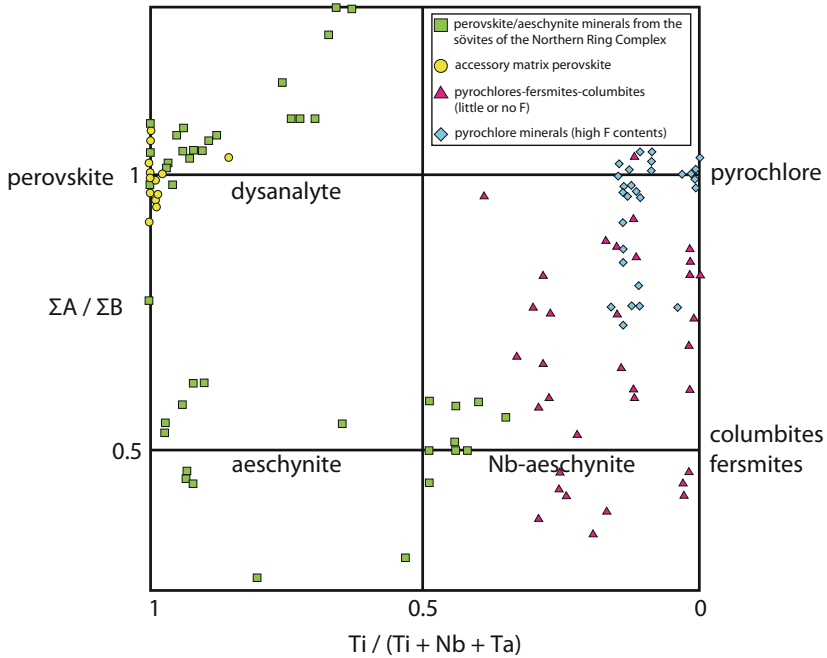 perovskite/aeschynite minerals from the
sövites of the Northern Ring Complex
accessory matrix perovskite
pyrochlores-fersmites-columbites
(little or no F)
pyrochlore minerals (high F contents)
perovskite
1
dysanalyte
pyrochlore
ΣA / ΣB
0.5
aeschynite
Nb-aeschynite
columbites
fersmites
1
0.5
0
Ti / (Ti + Nb + Ta)